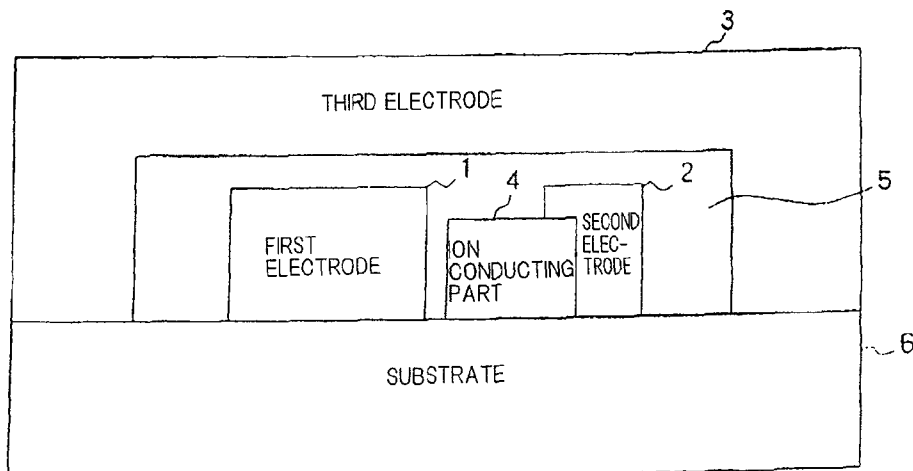 3
THIRD ELECTRODE
1
4
2
5
FIRST
ELECTRODE
ION
CONDUCTING
PART
SECOND
ELEC-
TRODE
6
SUBSTRATE